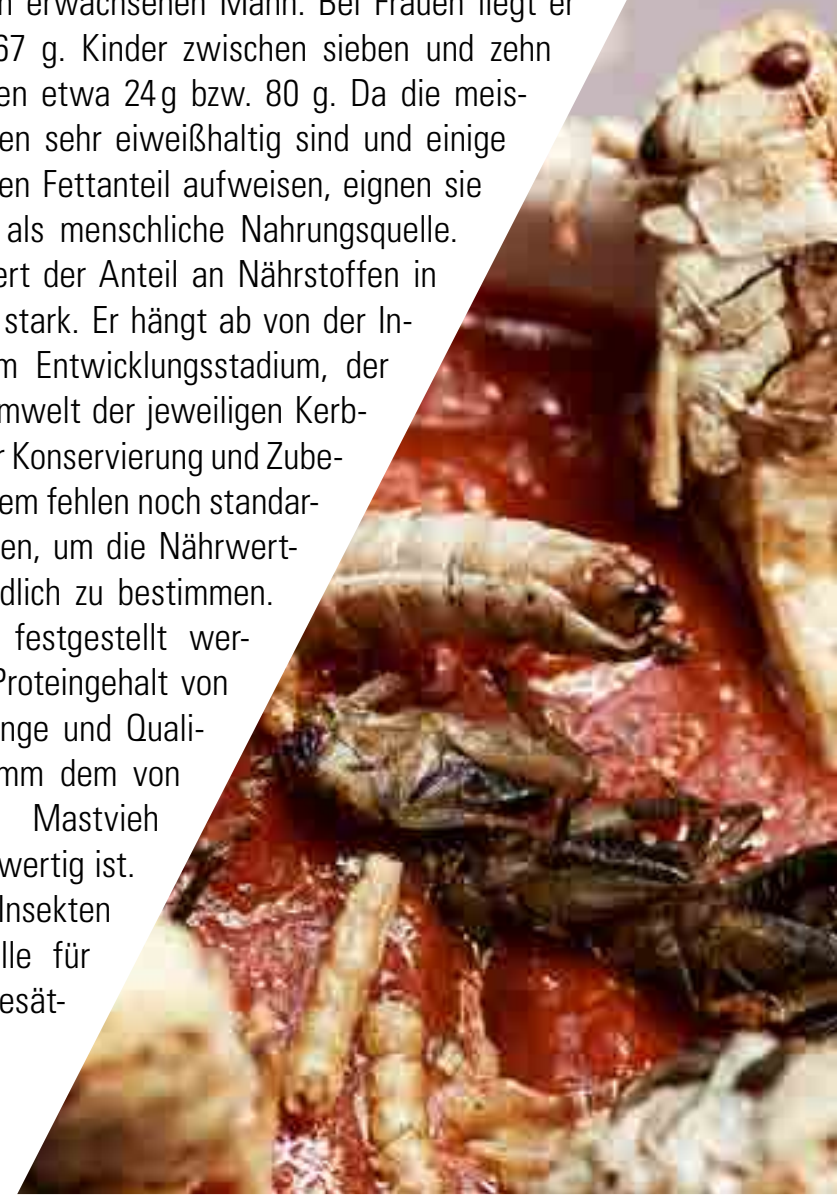 erwachsenen Mann. Bei Frauen liegt er
67 g. Kinder zwischen sieben und zehn
en etwa 24 g bzw. 80 g. Da die meis-
en sehr eiweißhaltig sind und einige
en Fettanteil aufweisen, eignen sie
als menschliche Nahrungsquelle.
ert der Anteil an Nährstoffen in
stark. Er hängt ab von der In-
m Entwicklungsstadium, der
mwelt der jeweiligen Kerb-
r Konservierung und Zube-
em fehlen noch standar-
en, um die Nährwert-
dlich zu bestimmen.
festgestellt wer-
Proteingehalt von
nge und Quali-
mm dem von
Mastvieh
wertig ist.
Insekten
lle für
esät-